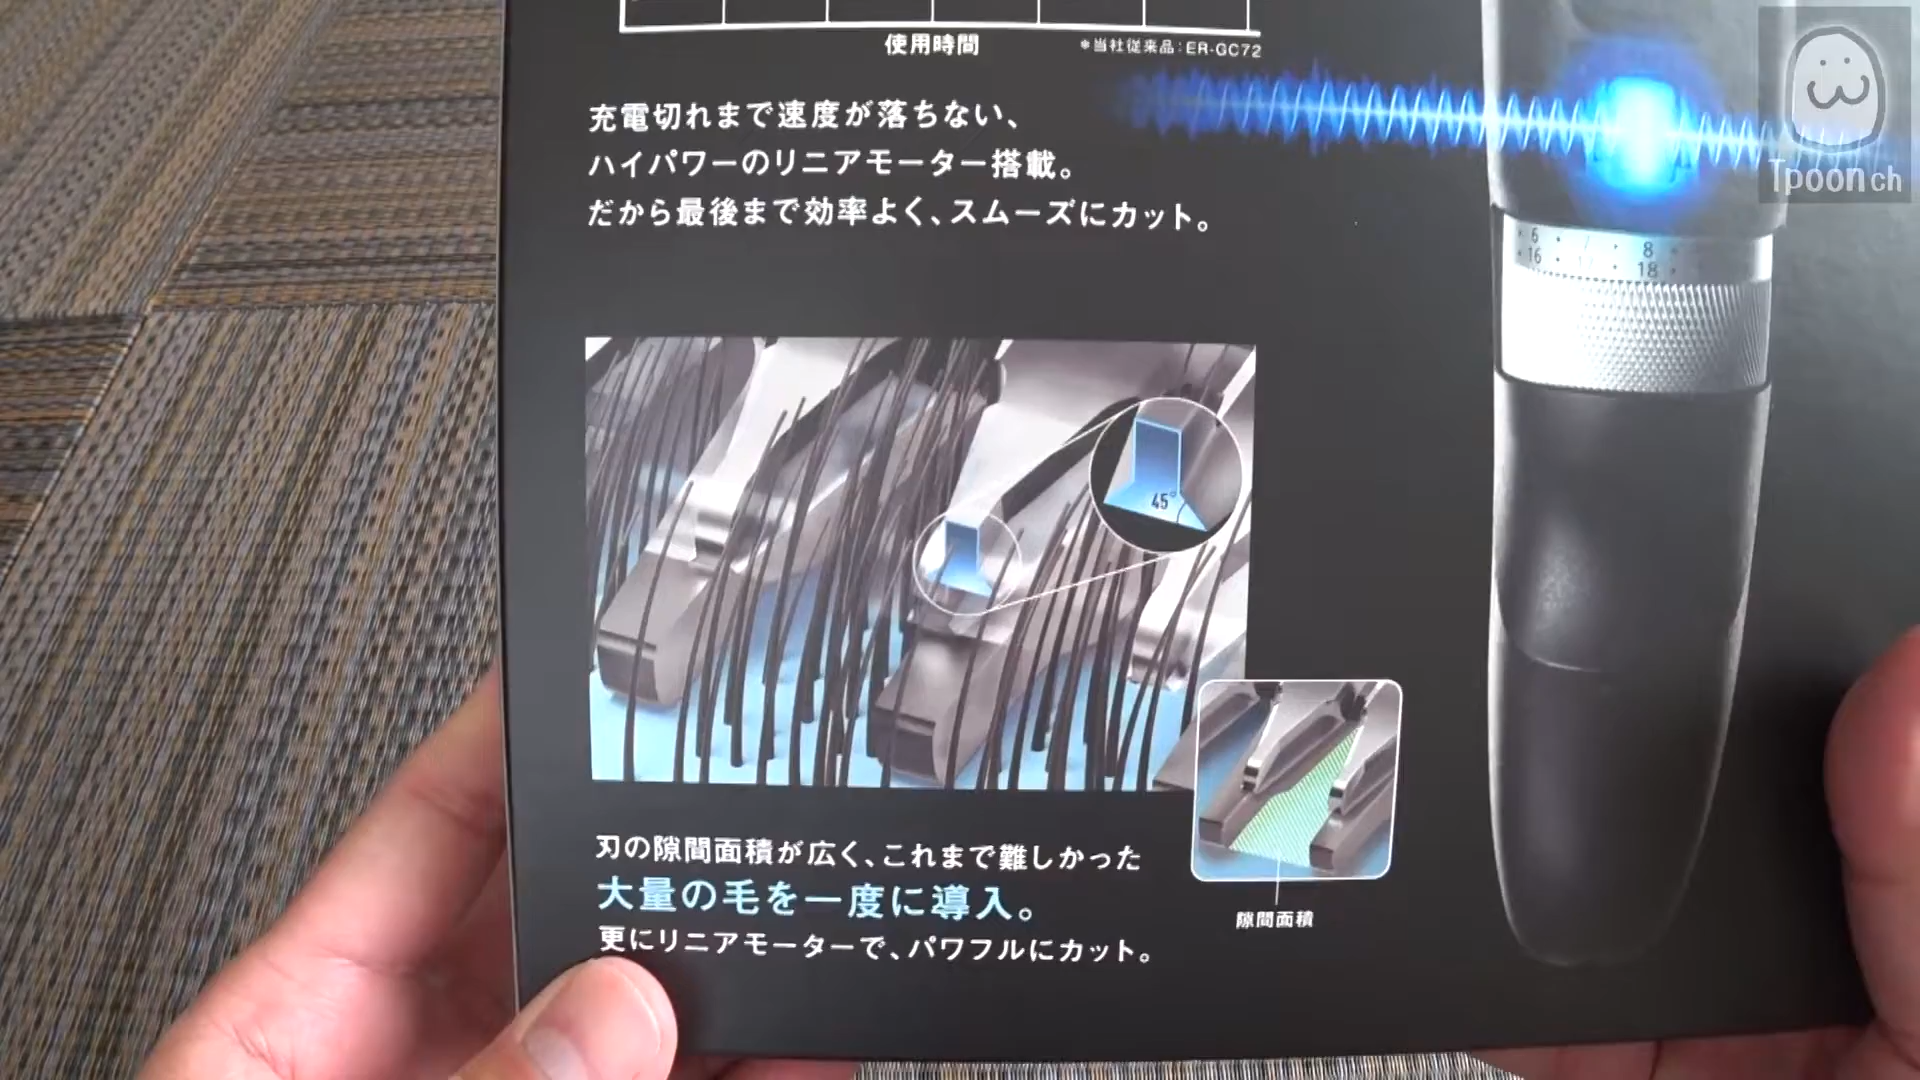 使用時間
*当社従来品:ER-GC72
充電切れまで速度が落ちない、
ハイパワーのリニアモーター搭載。
だから最後まで効率よく、スムーズにカット。
Tpoon ch
6 7 8
16 17 18
45°
刃の隙間面積が広く、これまで難しかった
大量の毛を一度に導入。
更にリニアモーターで、パワフルにカット。
隙間面積